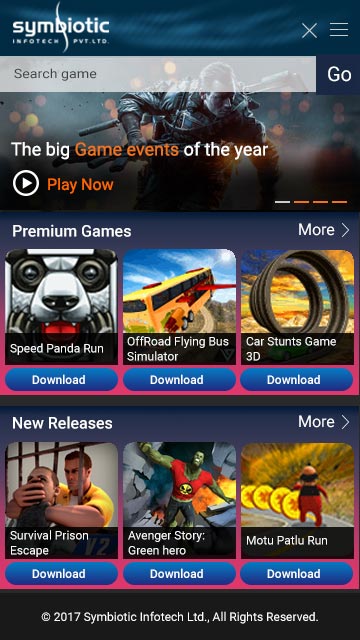 symbiotic
INFOTECH PVT.LTD.
Search game
Go
The big Game events of the year
Play Now
Premium Games
More
Speed Panda Run
OffRoad Flying Bus
Simulator
Car Stunts Game
3D
Download
Download
Download
New Releases
More
Survival Prison
Escape
V2
Avenger Story:
Green hero
Motu Patlu Run
Download
Download
Download
© 2017 Symbiotic Infotech Ltd., All Rights Reserved.